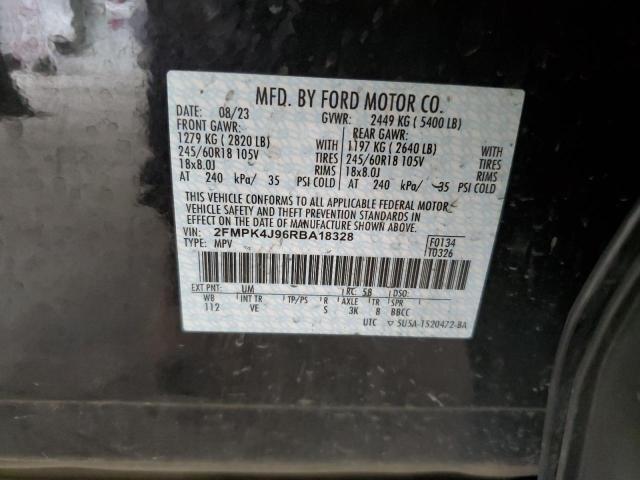 MFD. BY FORD MOTOR CO.
DATE: 08/23 GVWR: 2449 KG ( 5400 LB)
FRONT GAWR: REAR GAWR:
1279 KG ( 2820 LB) WITH 1197 KG ( 2640 LB) WITH
245/60R18 105V TIRES 245/60R18 105V TIRES
18x8.0J RIMS 18x8.0J RIMS
AT 240 kPa/ 35 PSI COLD AT 240 kPa/ 35 PSI COLD
THIS VEHICLE CONFORMS TO ALL APPLICABLE FEDERAL MOTOR
VEHICLE SAFETY AND THEFT PREVENTION STANDARDS IN
EFFECT ON THE DATE OF MANUFACTURE SHOWN ABOVE.
VIN: 2FMPK4J96RBA18328 F0134
TYPE: MPV T0326
EXT PNT: UM RC: 58 DSO:
WB INT TR TP/PS R AXLE TR SPR
112 VE S 3K 8 BBCC
UTC ▽ 5U5A-1520472-BA